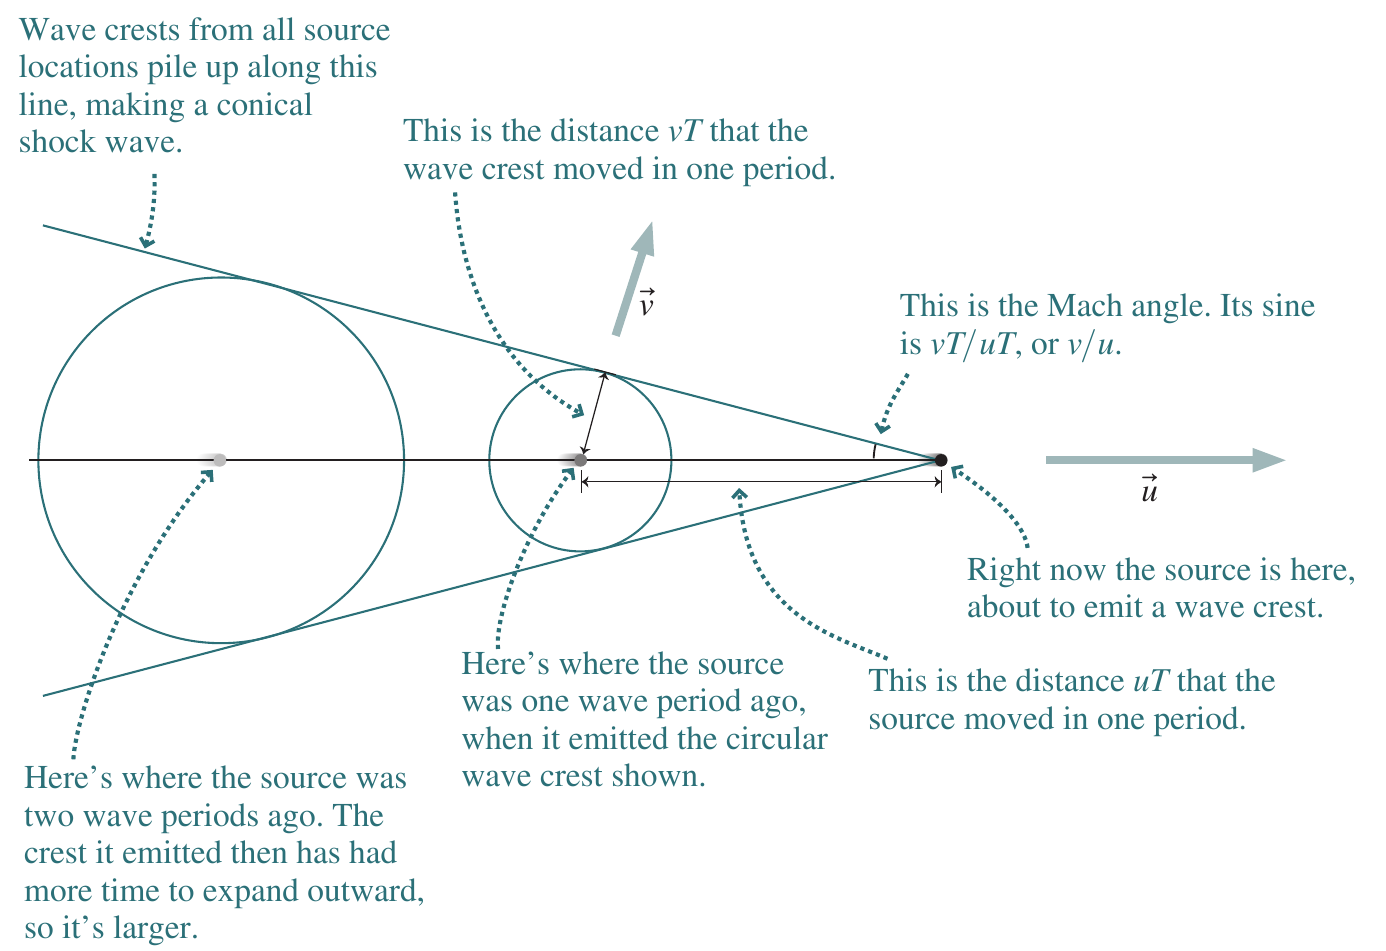 Wave crests from all source
locations pile up along this
line, making a conical
shock wave.
This is the distance vT that the
wave crest moved in one period.
v⃗
This is the Mach angle. Its sine
is vT/uT, or v/u.
u⃗
Right now the source is here,
about to emit a wave crest.
Here’s where the source
was one wave period ago,
when it emitted the circular
wave crest shown.
This is the distance uT that the
source moved in one period.
Here’s where the source was
two wave periods ago. The
crest it emitted then has had
more time to expand outward,
so it’s larger.